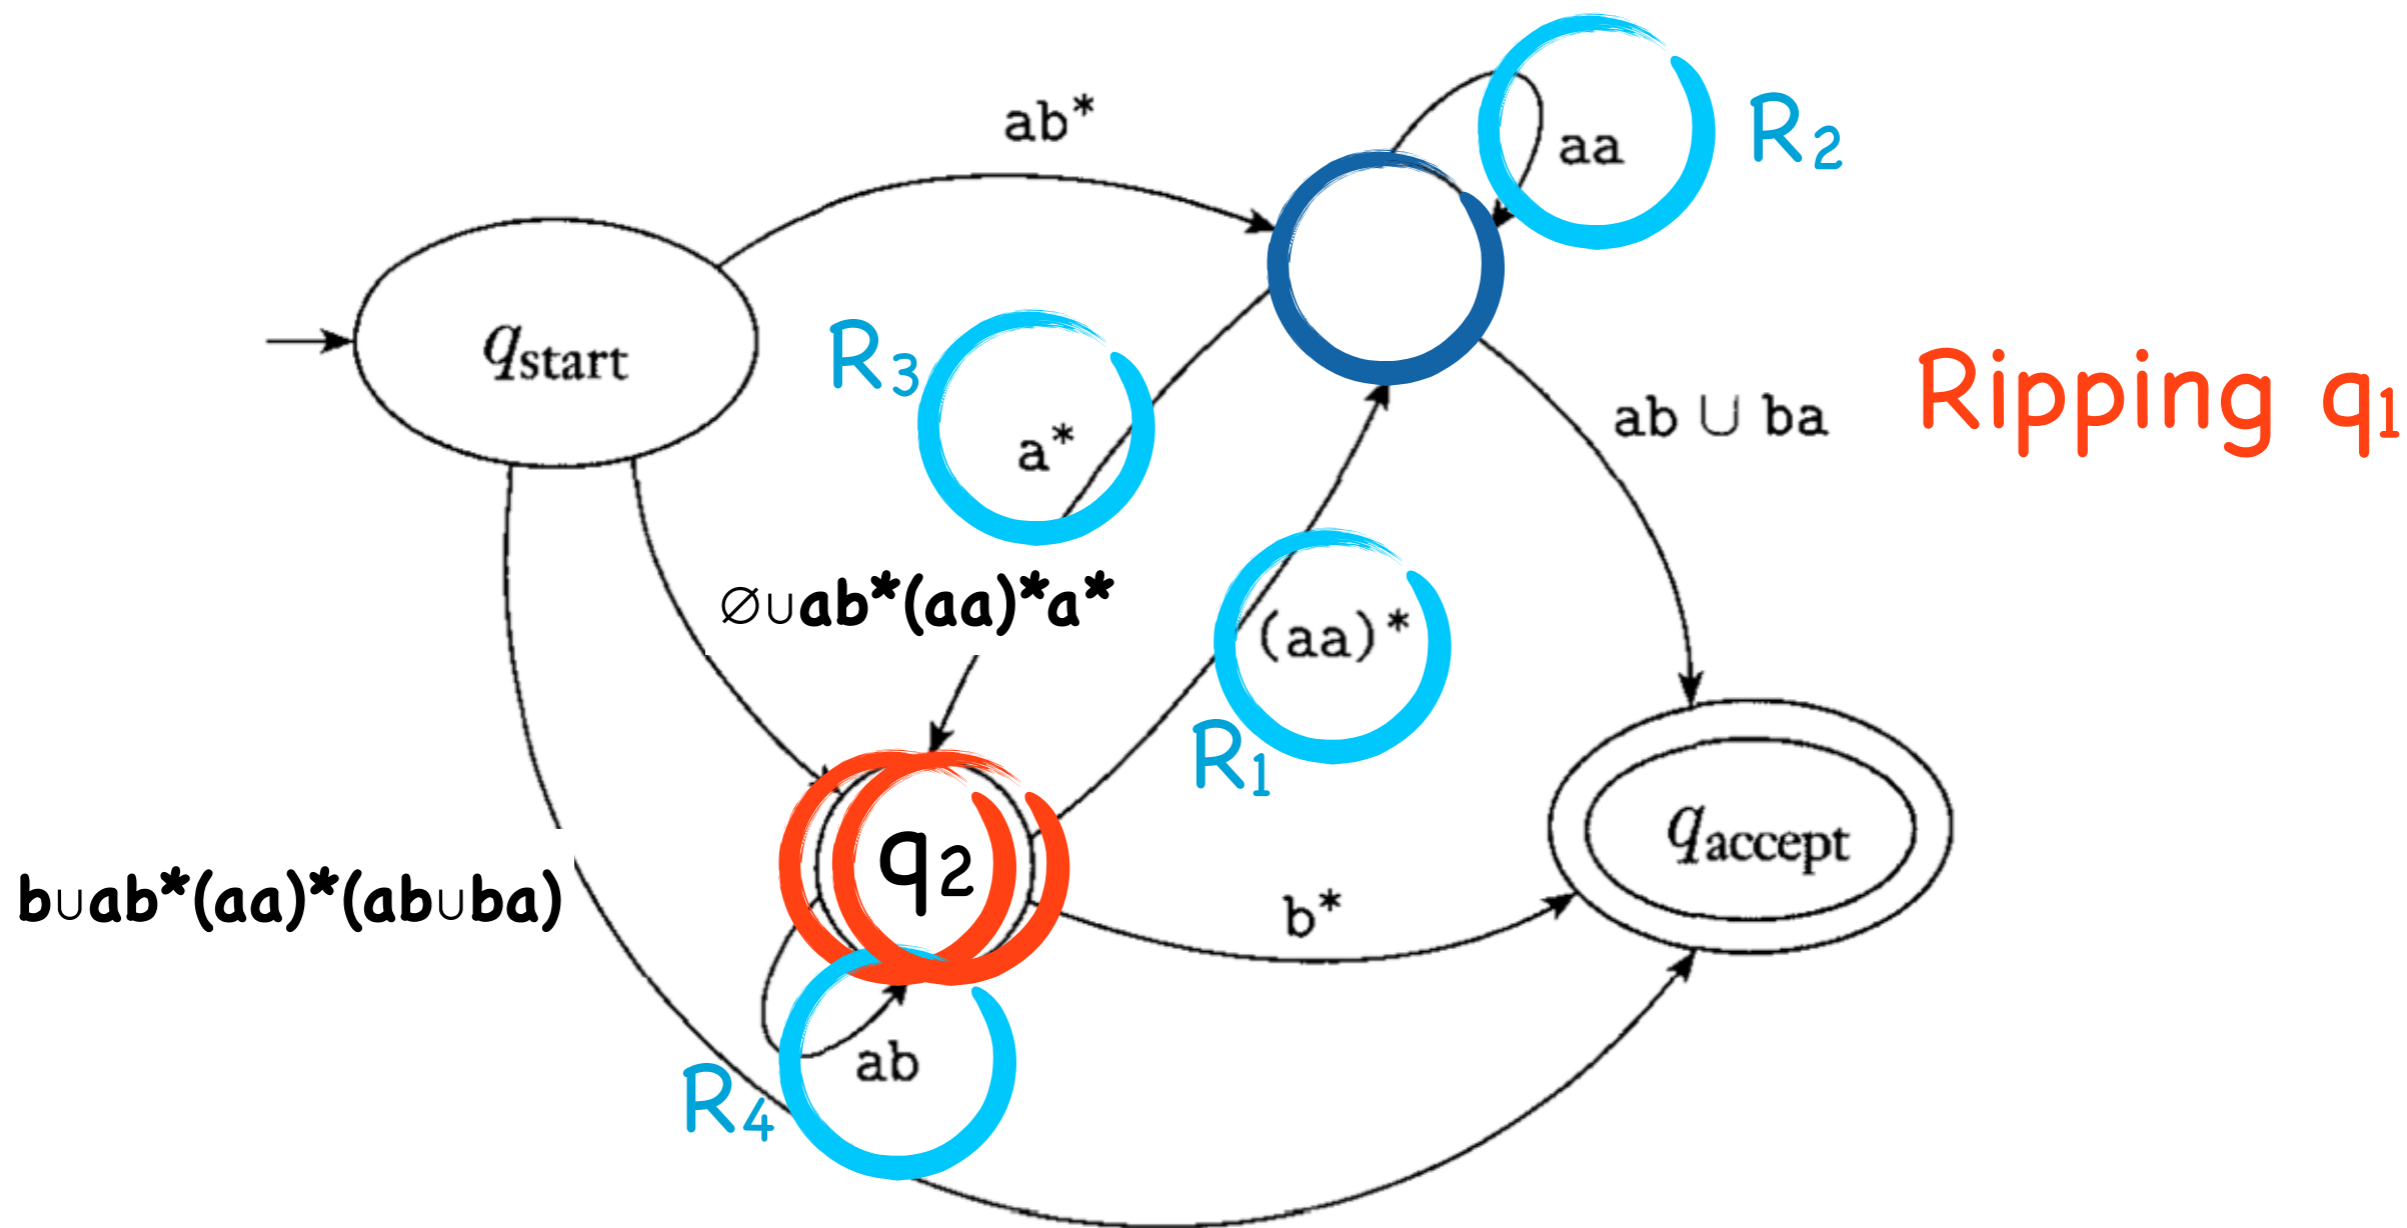 ab*
aa
R2
qstart
R3
a*
ab ∪ ba
Ripping q1
∅∪ab*(aa)*a*
(aa)*
R1
q2
qaccept
b∪ab*(aa)*(ab∪ba)
b*
ab
R4